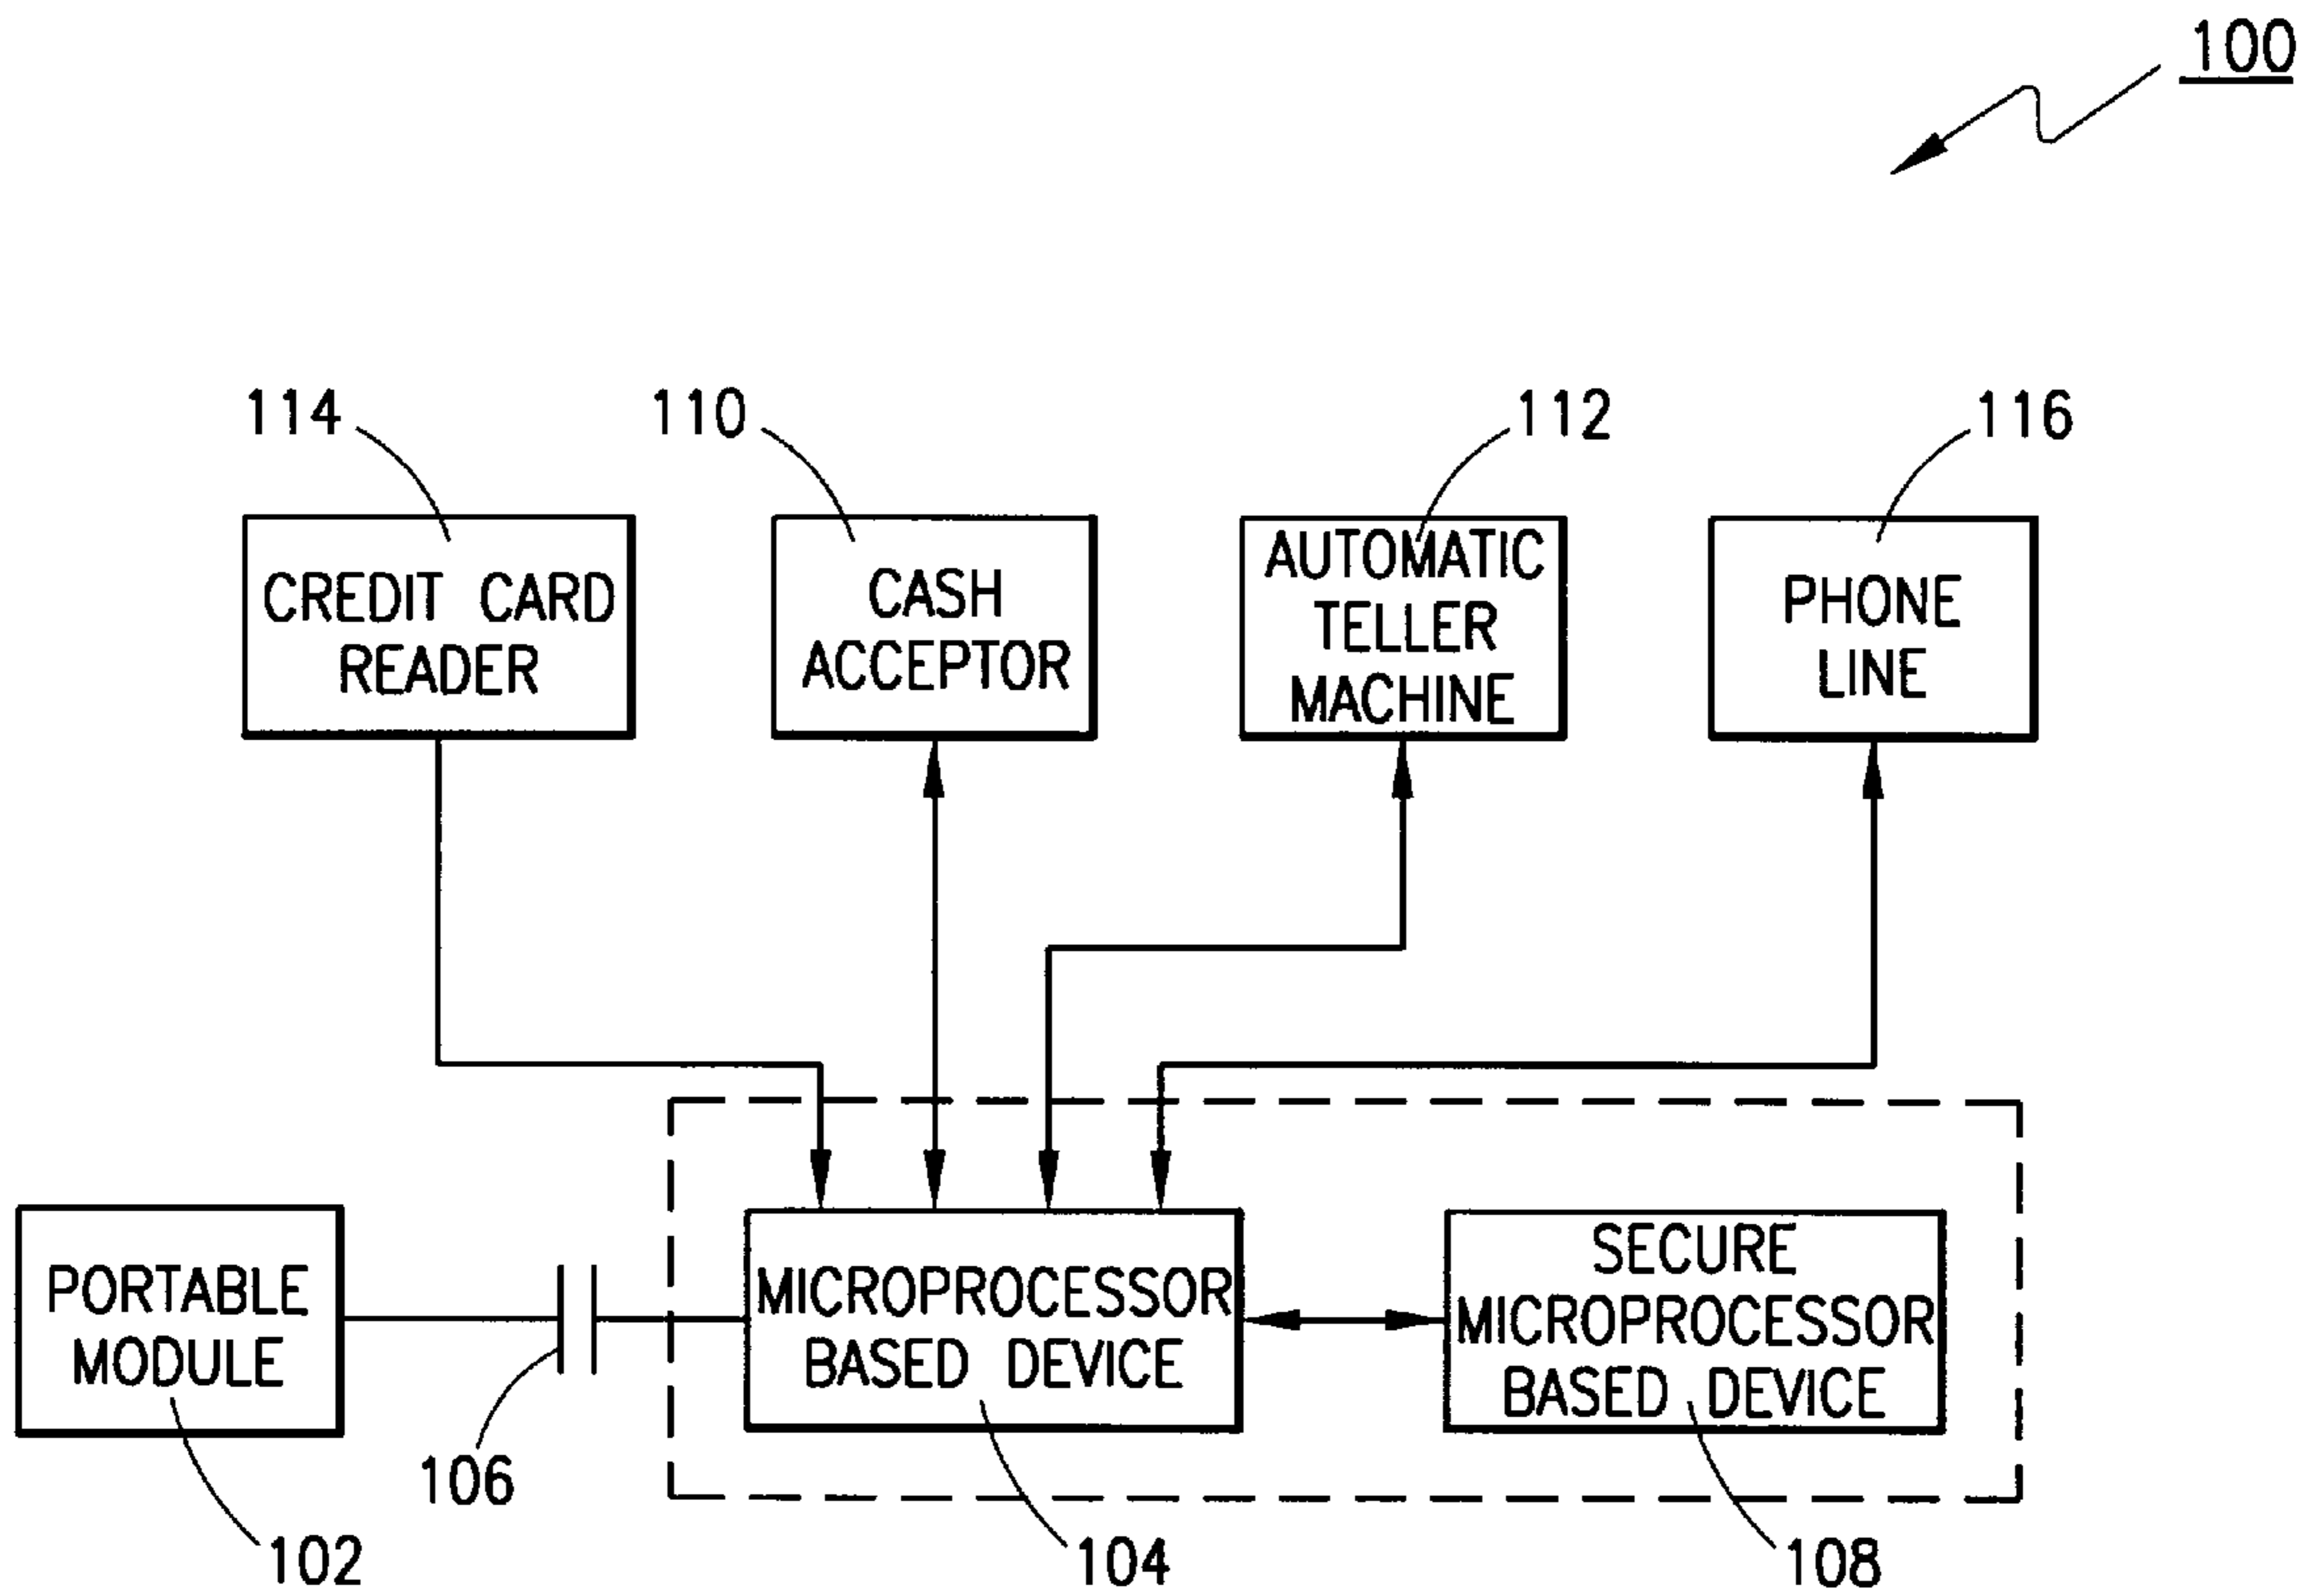 100
114
110
112
116
CREDIT CARD
READER
CASH
ACCEPTOR
AUTOMATIC
TELLER
MACHINE
PHONE
LINE
PORTABLE
MODULE
MICROPROCESSOR
BASED DEVICE
SECURE
MICROPROCESSOR
BASED DEVICE
106
102
104
108